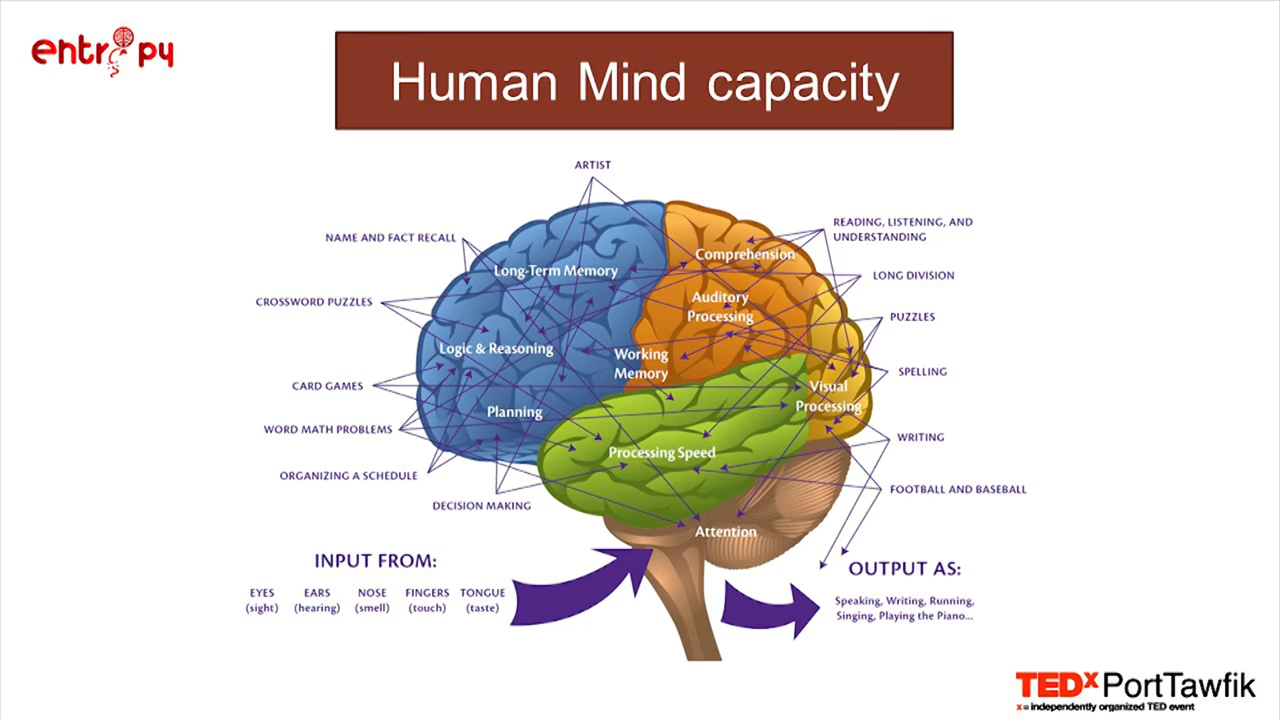 entropy
Human Mind capacity
ARTIST
NAME AND FACT RECALL
CROSSWORD PUZZLES
CARD GAMES
WORD MATH PROBLEMS
ORGANIZING A SCHEDULE
DECISION MAKING
Long-Term Memory
Logic & Reasoning
Planning
Working
Memory
Comprehension
Auditory
Processing
Visual
Processing
Processing Speed
Attention
READING, LISTENING, AND
UNDERSTANDING
LONG DIVISION
PUZZLES
SPELLING
WRITING
FOOTBALL AND BASEBALL
INPUT FROM:
EYES EARS NOSE FINGERS TONGUE
(sight) (hearing) (smell) (touch) (taste)
OUTPUT AS:
Speaking, Writing, Running,
Singing, Playing the Piano...
TEDx PortTawfik
x = independently organized TED event